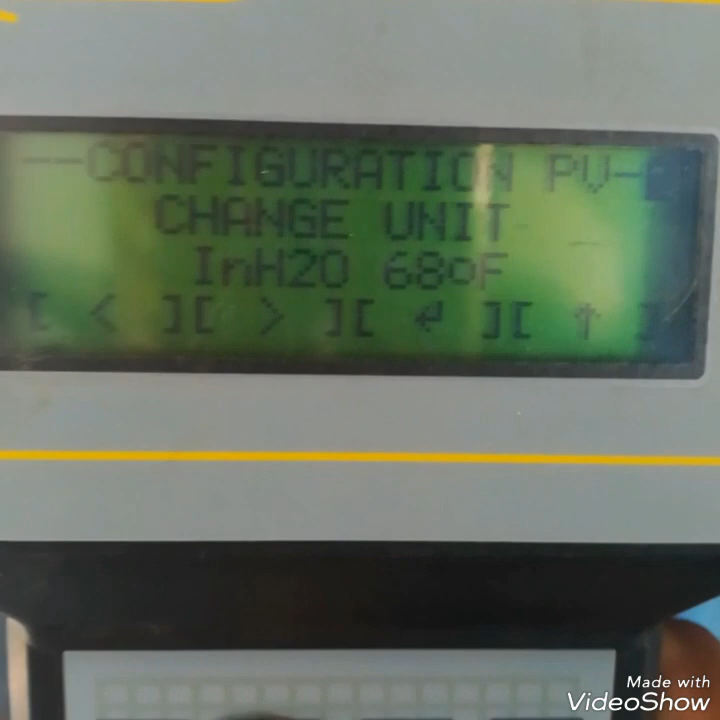 --CONFIGURATION PV-
CHANGE UNIT
InH2O 68oF
[ < ][ > ][ ↲ ][ ↑ ]
Made with
VideoShow